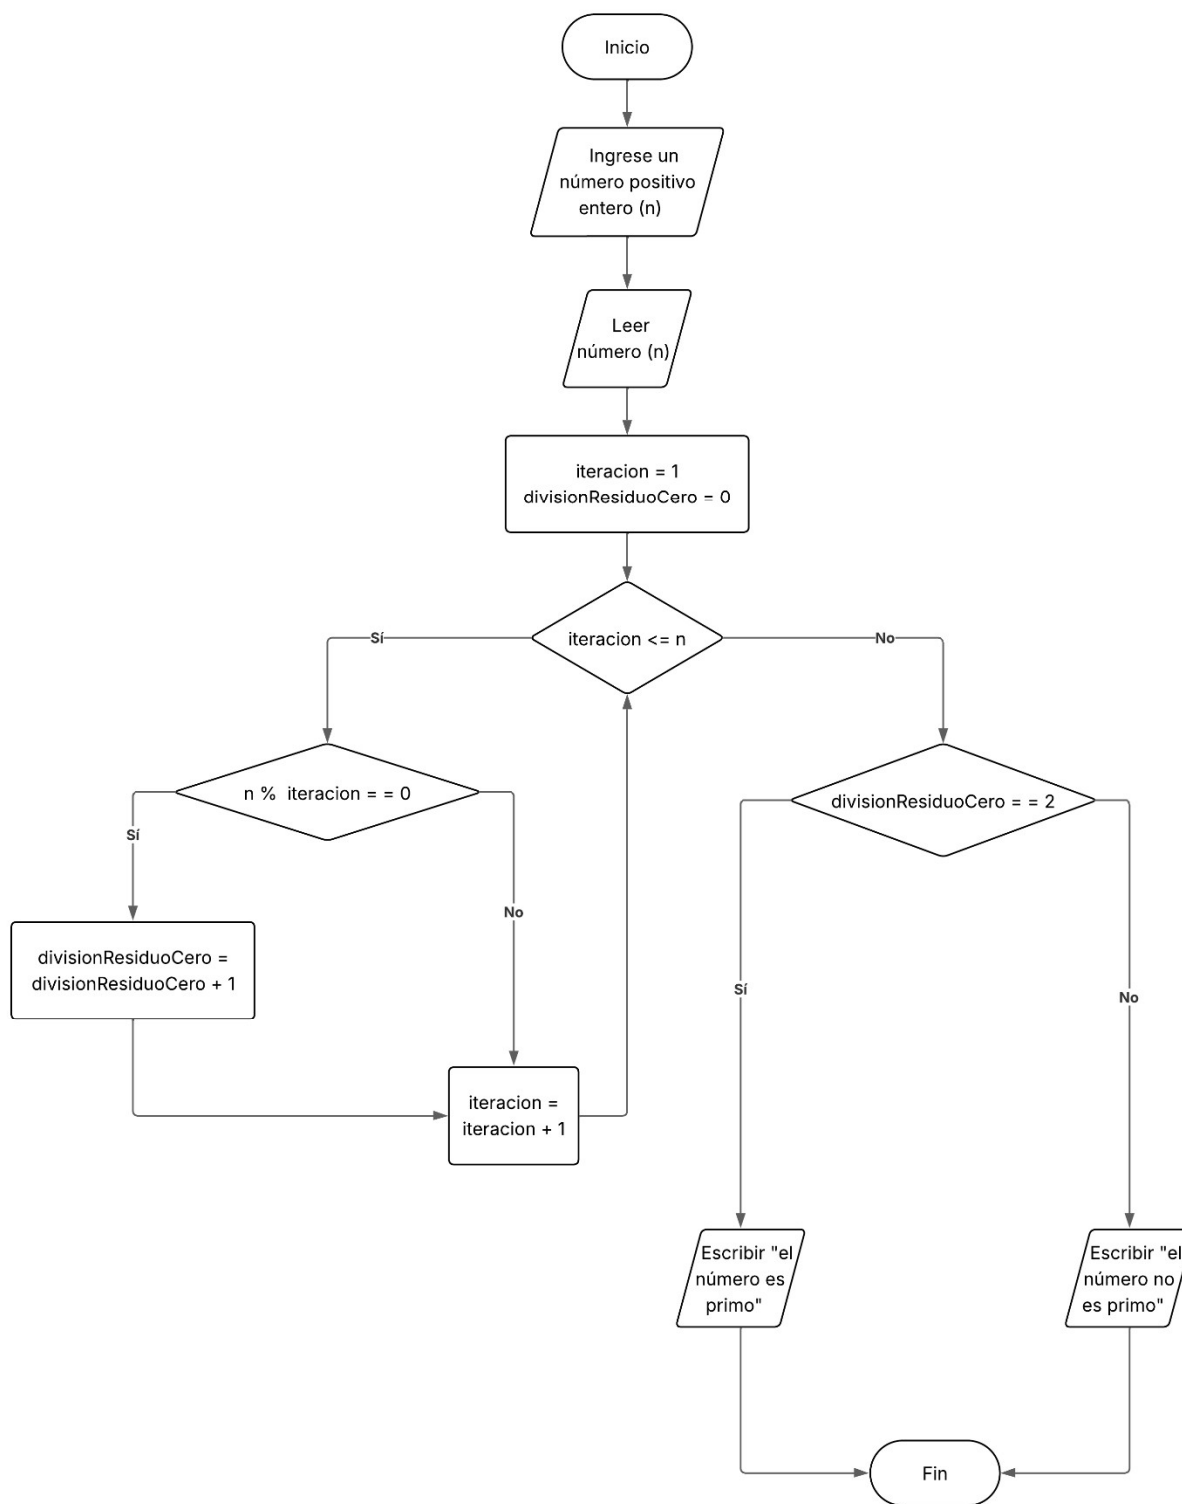 Inicio
Ingrese un
número positivo
entero (n)
Leer
número (n)
iteracion = 1
divisionResiduoCero = 0
iteracion <= n
Sí
No
n % iteracion = = 0
Sí
No
divisionResiduoCero =
divisionResiduoCero + 1
iteracion =
iteracion + 1
divisionResiduoCero = = 2
Sí
No
Escribir "el
número es
primo"
Escribir "el
número no
es primo"
Fin